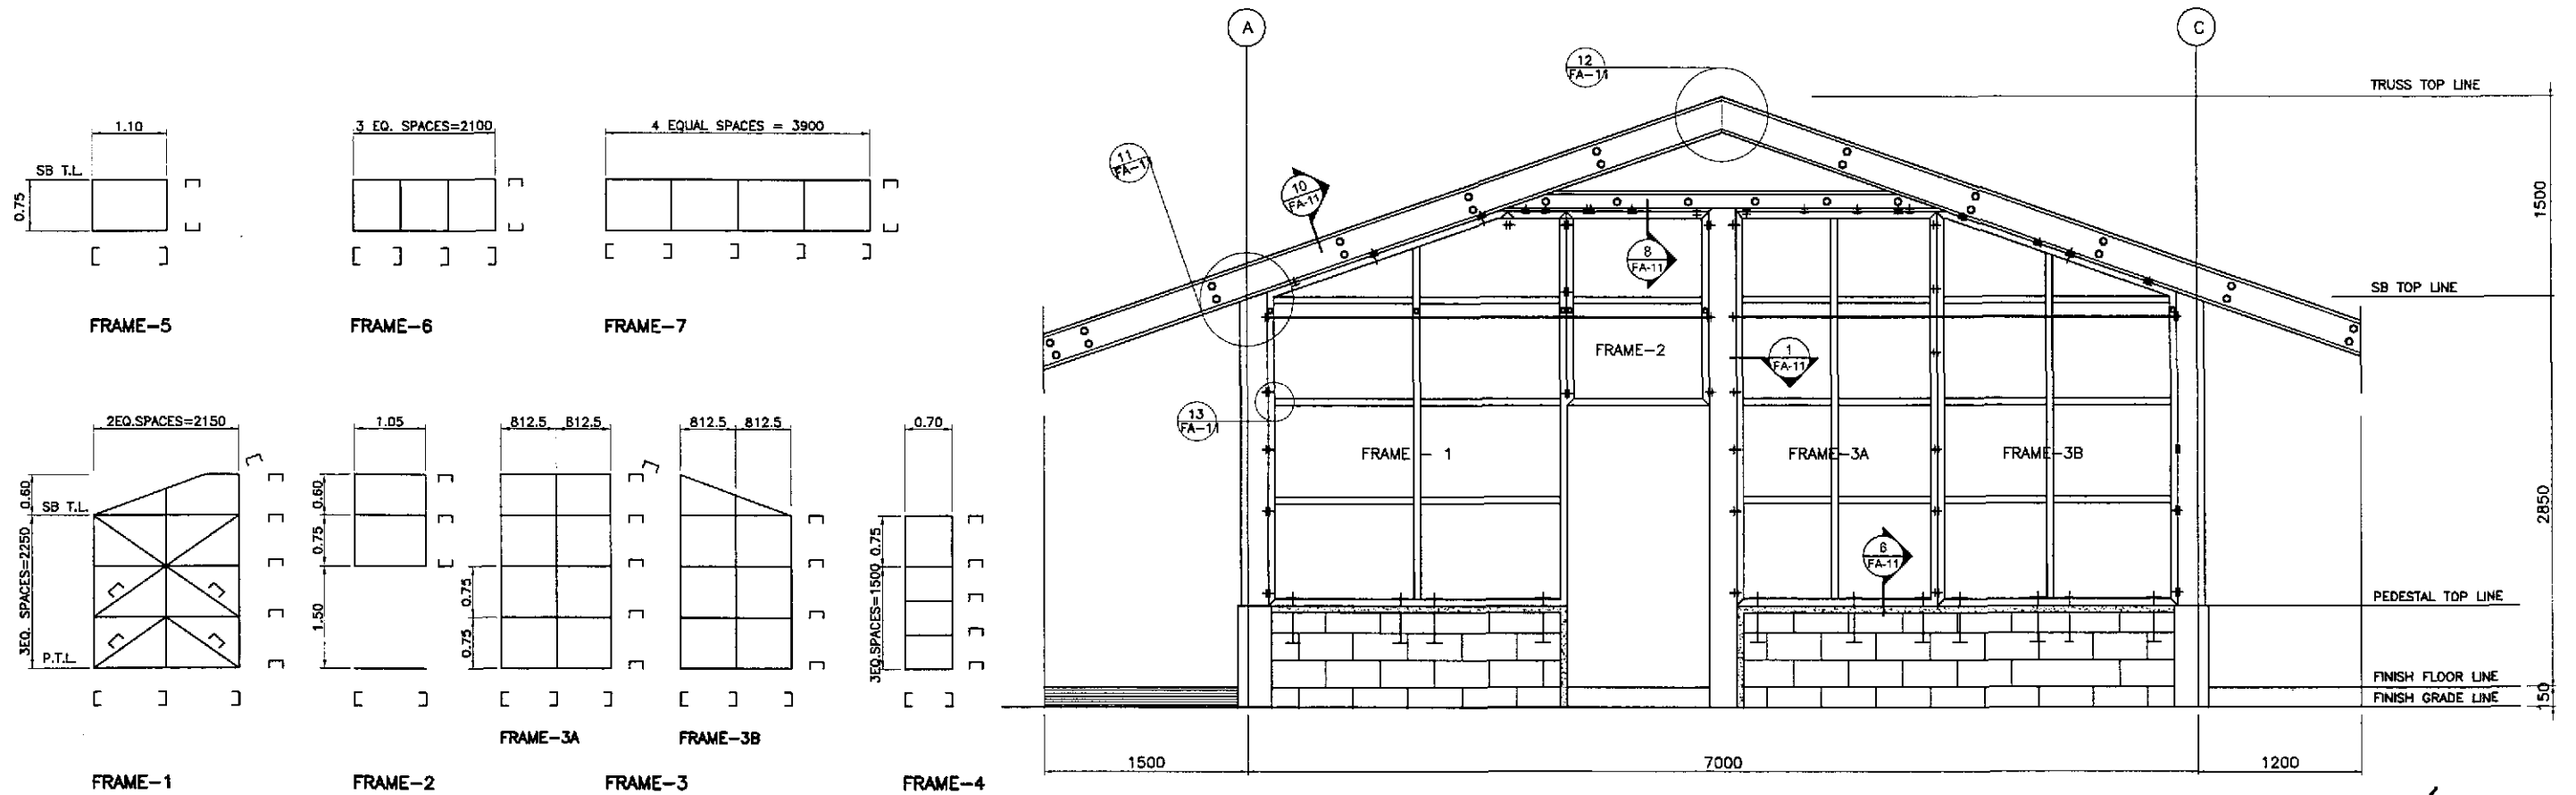 1.10
SB T.L.
0.75
FRAME-5
3 EQ. SPACES=2100
FRAME-6
4 EQUAL SPACES = 3900
FRAME-7
2EQ.SPACES=2150
0.60
SB T.L.
3EQ. SPACES=2250
P.T.L.
FRAME-1
1.05
0.60
0.75
1.50
FRAME-2
812.5 812.5
0.75
0.75
FRAME-3A
812.5 812.5
FRAME-3B
FRAME-3
0.70
0.75
3EQ.SPACES=1500
FRAME-4
A
C
12
FA-11
11
FA-11
10
FA-11
8
FA-11
1
FA-11
13
FA-11
6
FA-11
FRAME - 1
FRAME-2
FRAME-3A
FRAME-3B
TRUSS TOP LINE
SB TOP LINE
PEDESTAL TOP LINE
FINISH FLOOR LINE
FINISH GRADE LINE
1500
2850
150
1500
7000
1200